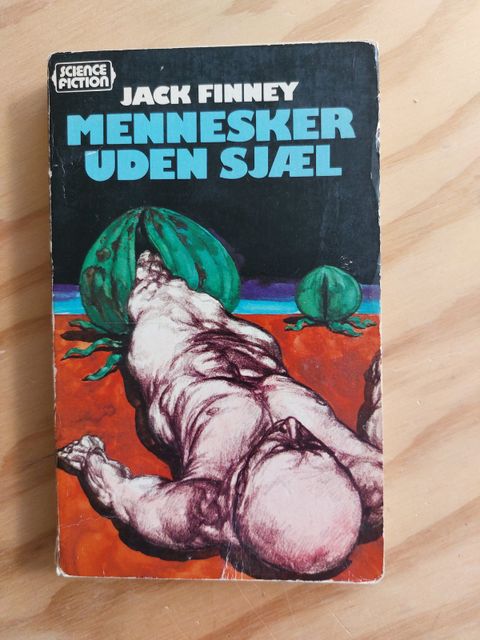 SCIENCE
FICTION
JACK FINNEY
MENNESKER
UDEN SJÆL